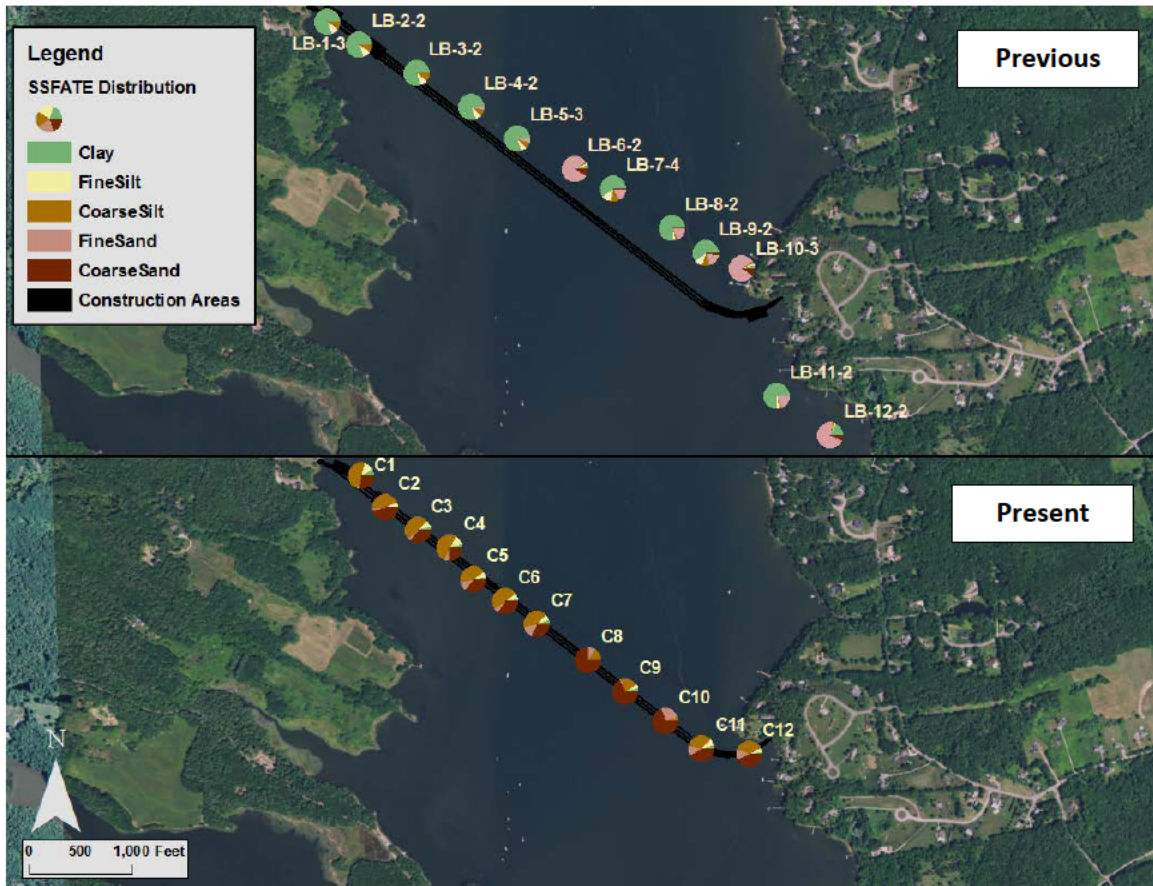 Legend
SSFATE Distribution
Clay
FineSilt
CoarseSilt
FineSand
CoarseSand
Construction Areas
Previous
LB-1-3
LB-2-2
LB-3-2
LB-4-2
LB-5-3
LB-6-2
LB-7-4
LB-8-2
LB-9-2
LB-10-3
LB-11-2
LB-12-2
Present
C1
C2
C3
C4
C5
C6
C7
C8
C9
C10
C11
C12
N
0 500 1,000 Feet